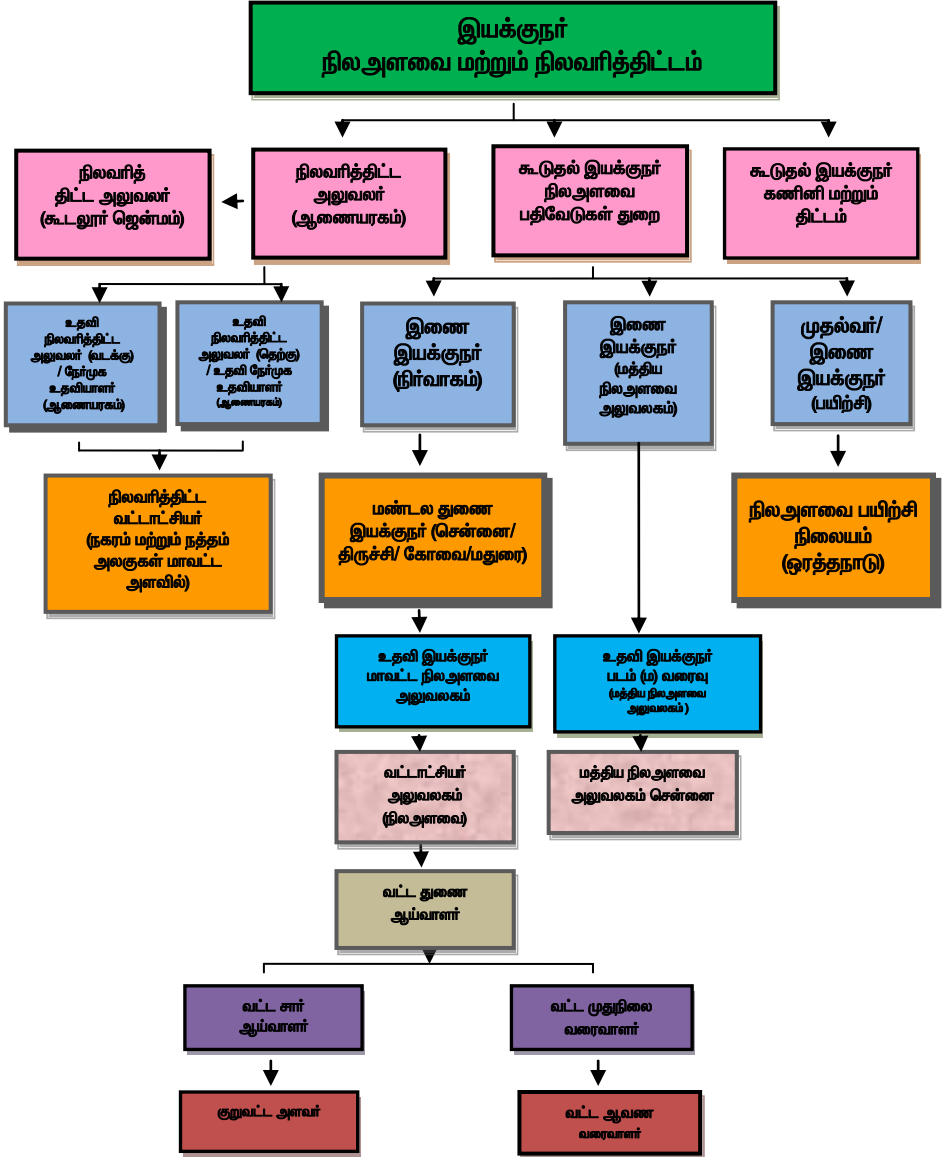 இயக்குநர்
நிலஅளவை மற்றும் நிலவரித்திட்டம்
நிலவரித்
திட்ட அலுவலர்
(கூடலூர் ஜென்மம்)
நிலவரித்திட்ட
அலுவலர்
(ஆணையரகம்)
கூடுதல் இயக்குநர்
நிலஅளவை
பதிவேடுகள் துறை
கூடுதல் இயக்குநர்
கணினி மற்றும்
திட்டம்
உதவி
நிலவரித்திட்ட
அலுவலர் (வடக்கு)
/ நேர்முக
உதவியாளர்
(ஆணையரகம்)
உதவி
நிலவரித்திட்ட
அலுவலர் (தெற்கு)
/ உதவி நேர்முக
உதவியாளர்
(ஆணையரகம்)
இணை
இயக்குநர்
(நிர்வாகம்)
இணை
இயக்குநர்
(மத்திய
நிலஅளவை
அலுவலகம்)
முதல்வர்/
இணை
இயக்குநர்
(பயிற்சி)
நிலவரித்திட்ட
வட்டாட்சியர்
(நகரம் மற்றும் நத்தம்
அலகுகள் மாவட்ட
அளவில்)
மண்டல துணை
இயக்குநர் (சென்னை/
திருச்சி/ கோவை/மதுரை)
நிலஅளவை பயிற்சி
நிலையம்
(ஒரத்தநாடு)
உதவி இயக்குநர்
மாவட்ட நிலஅளவை
அலுவலகம்
உதவி இயக்குநர்
படம் (ம) வரைவு
(மத்திய நிலஅளவை
அலுவலகம் )
வட்டாட்சியர்
அலுவலகம்
(நிலஅளவை)
மத்திய நிலஅளவை
அலுவலகம் சென்னை
வட்ட துணை
ஆய்வாளர்
வட்ட சார்
ஆய்வாளர்
வட்ட முதுநிலை
வரைவாளர்
குறுவட்ட அளவர்
வட்ட ஆவண
வரைவாளர்